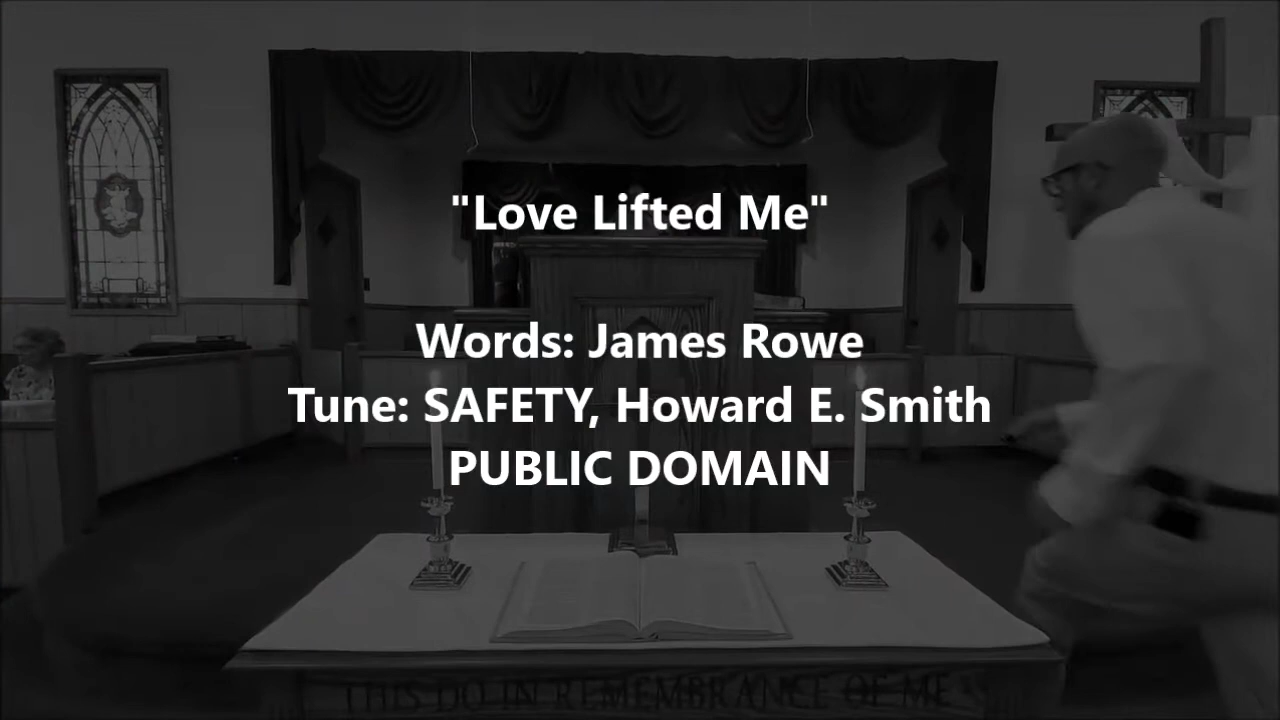 "Love Lifted Me"
Words: James Rowe
Tune: SAFETY, Howard E. Smith
PUBLIC DOMAIN
THIS DO IN REMEMBRANCE OF ME